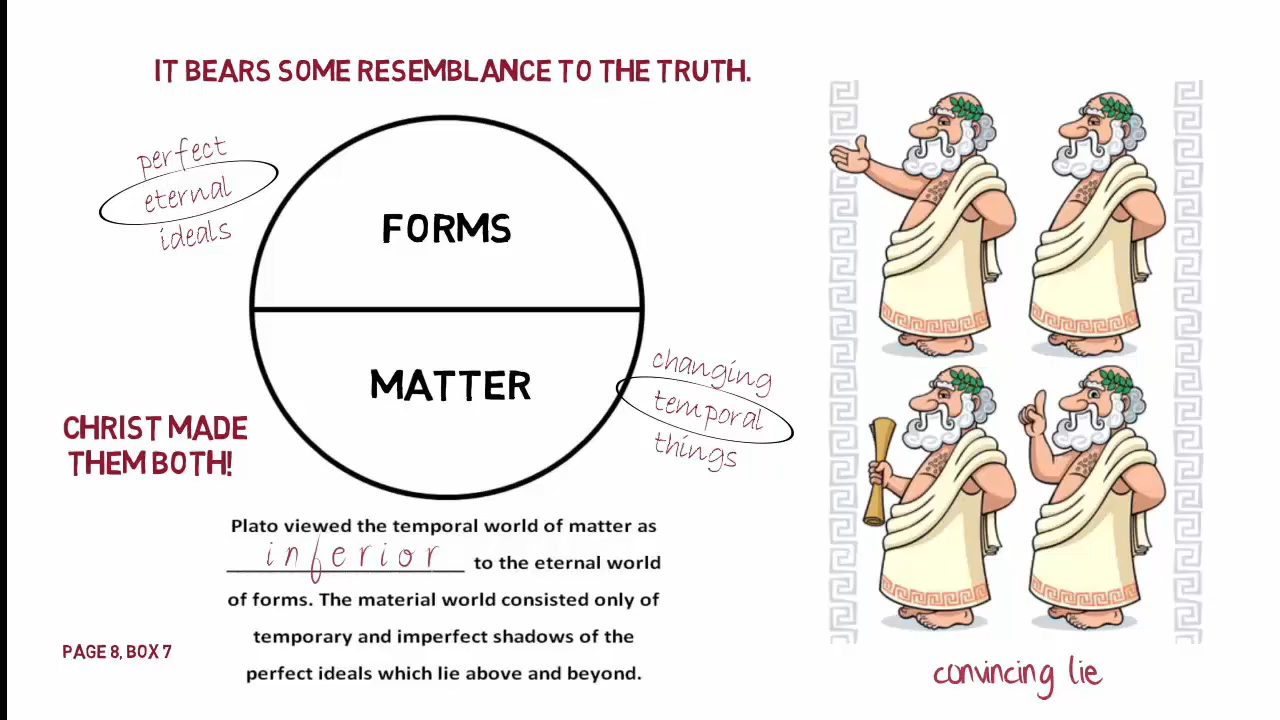 IT BEARS SOME RESEMBLANCE TO THE TRUTH.
perfect
eternal
ideals
FORMS
MATTER
changing
temporal
things
CHRIST MADE
THEM BOTH!
Plato viewed the temporal world of matter as
inferior to the eternal world
of forms. The material world consisted only of
temporary and imperfect shadows of the
perfect ideals which lie above and beyond.
PAGE 8, BOX 7
convincing lie